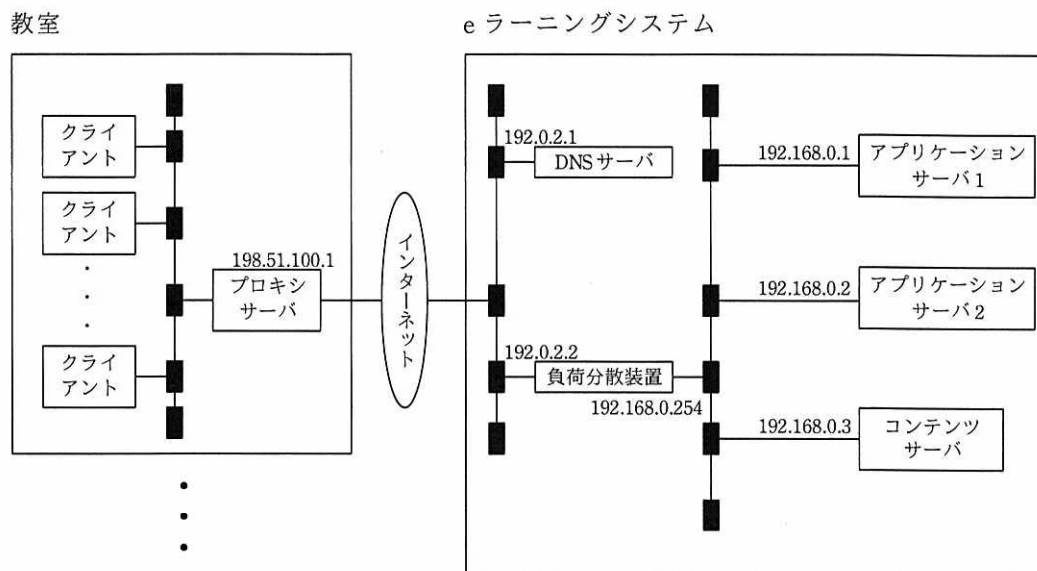 教室
eラーニングシステム
クライ
アント
クライ
アント
クライ
アント
198.51.100.1
プロキシ
サーバ
インターネット
192.0.2.1
DNSサーバ
192.0.2.2
負荷分散装置
192.168.0.254
192.168.0.1
アプリケーション
サーバ1
192.168.0.2
アプリケーション
サーバ2
192.168.0.3
コンテンツ
サーバ